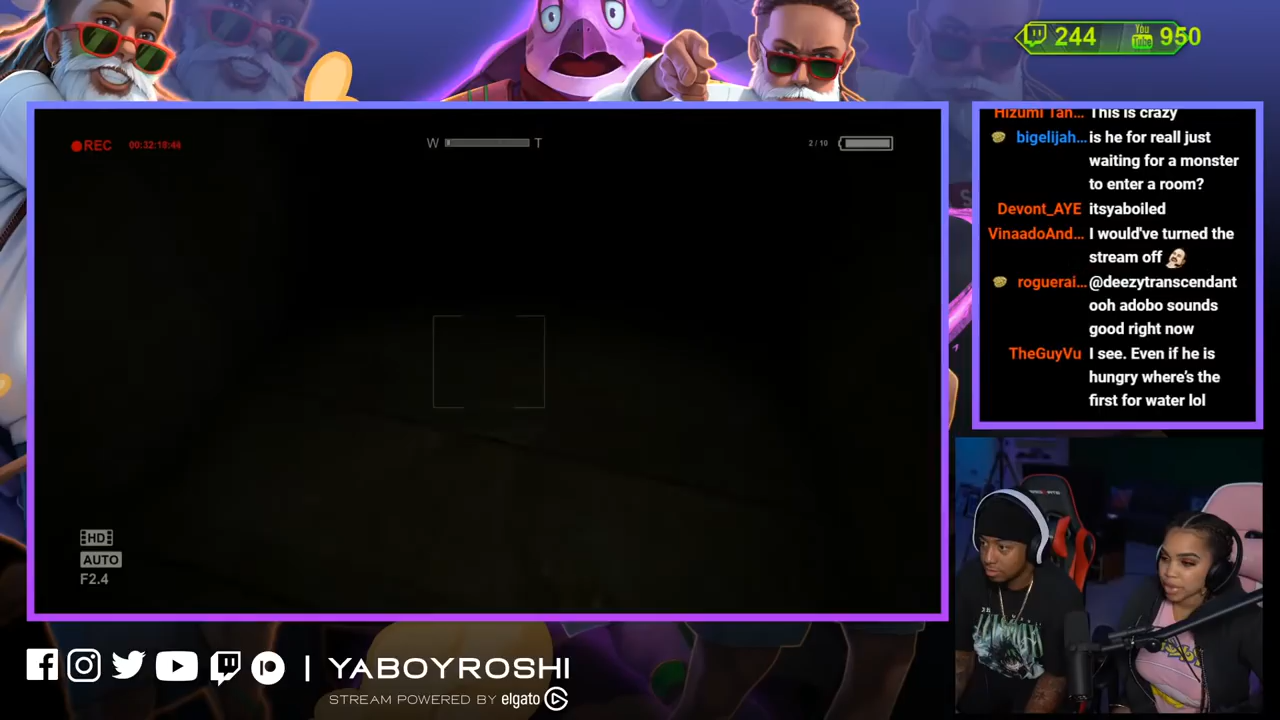 244
You
Tube
950
REC
00:32:18:44
W
T
2 / 10
HD
AUTO
F2.4
Hizumi Tan... This is crazy
bigelijah... is he for reall just
waiting for a monster
to enter a room?
Devont_AYE itsyaboiled
VinaadoAnd... I would've turned the
stream off
roguerai... @deezytranscendant
ooh adobo sounds
good right now
TheGuyVu I see. Even if he is
hungry where's the
first for water lol
| YABOYROSHI
STREAM POWERED BY elgato